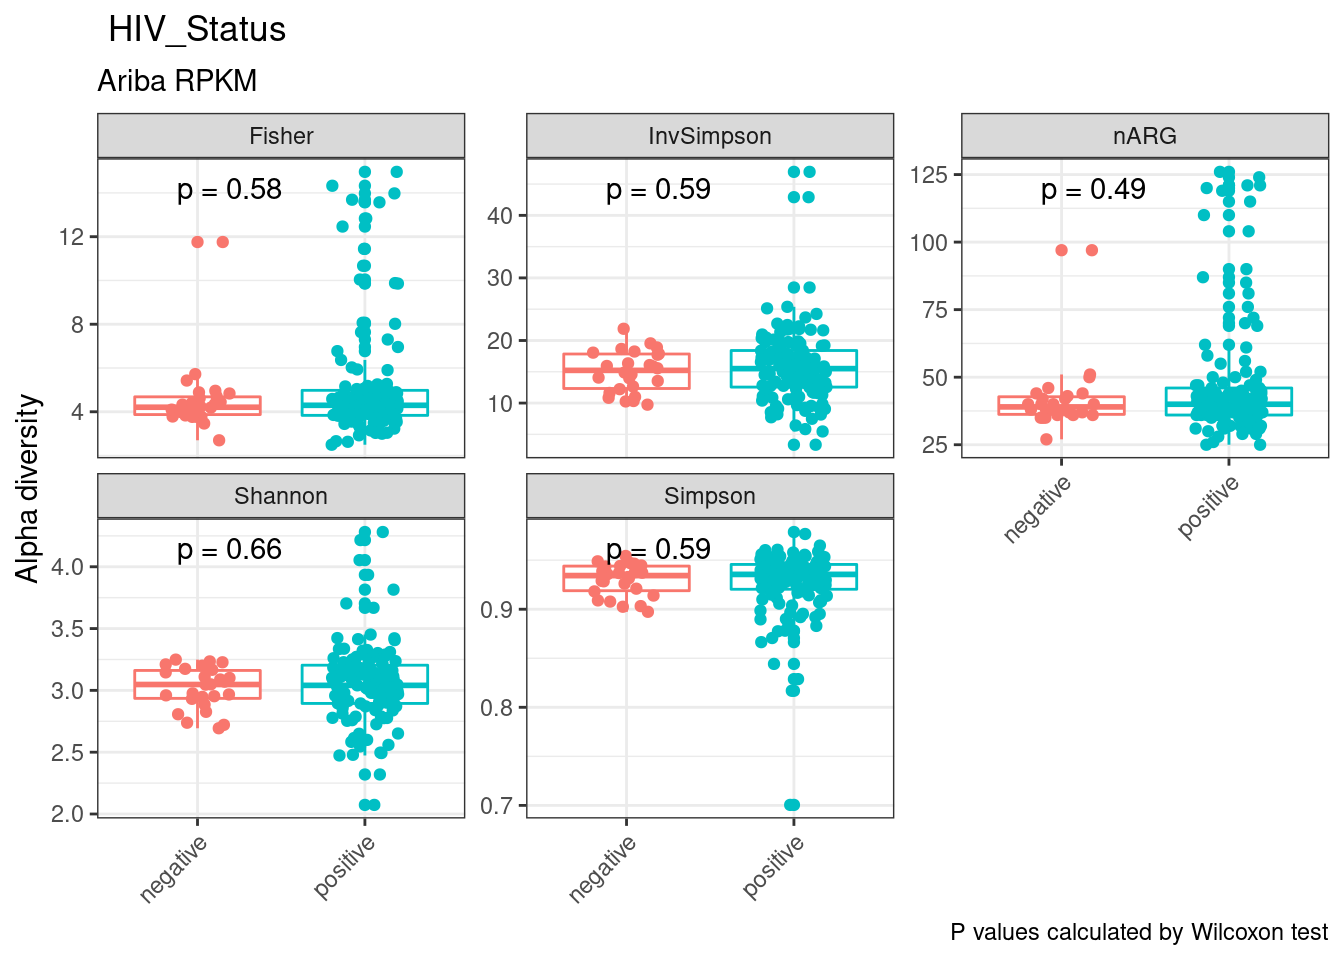 HIV_Status
Ariba RPKM
Alpha diversity
Fisher
p = 0.58
12
8
4
InvSimpson
p = 0.59
40
30
20
10
nARG
p = 0.49
125
100
75
50
25
negative
positive
Shannon
p = 0.66
4.0
3.5
3.0
2.5
2.0
negative
positive
Simpson
p = 0.59
0.9
0.8
0.7
negative
positive
P values calculated by Wilcoxon test